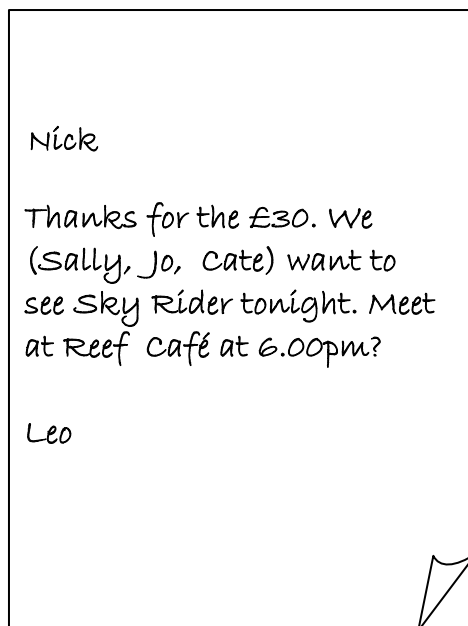 Nick
Thanks for the £30. We
(Sally, Jo, Cate) want to
see Sky Rider tonight. Meet
at Reef Café at 6.00pm?
Leo